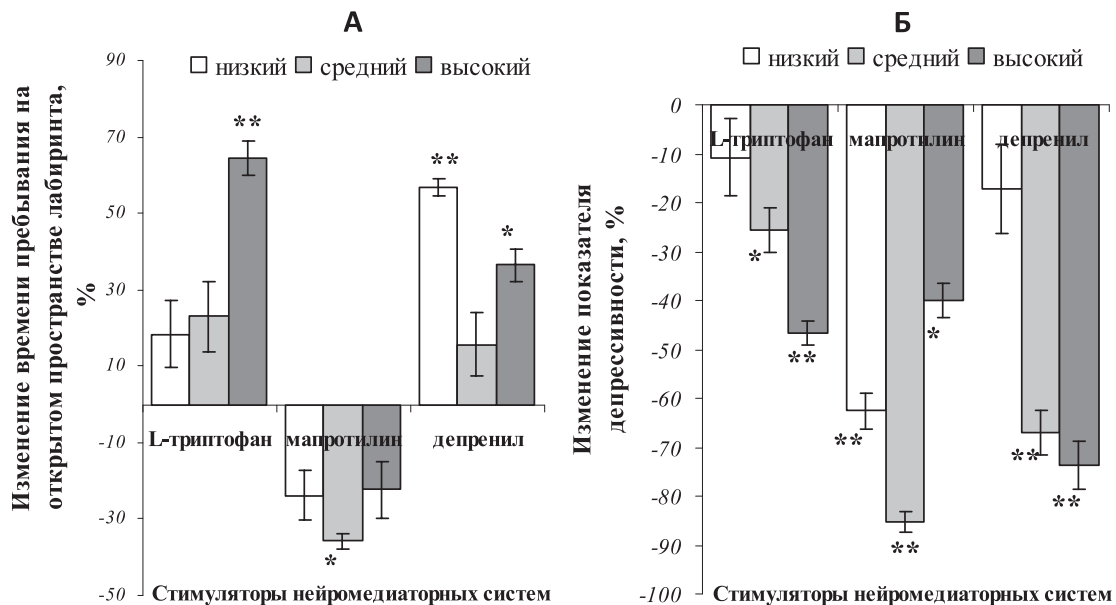 А
Изменение времени пребывания на
открытом пространстве лабиринта,
%
90
70
50
30
10
-10
-30
-50
низкий средний высокий
**
**
*
*
L-триптофан мапротилин депренил
Стимуляторы нейромедиаторных систем
Б
Изменение показателя
депрессивности, %
низкий средний высокий
0
-10
-20
-30
-40
-50
-60
-70
-80
-90
-100
L-триптофан мапротилин депренил
*
**
**
**
*
**
**
Стимуляторы нейромедиаторных систем